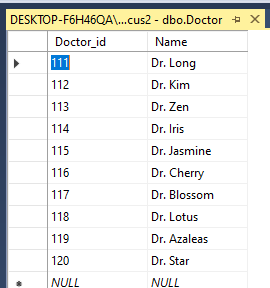 DESKTOP-F6H46QA\...cus2 - dbo.Doctor
Doctor_id Name
111 Dr. Long
112 Dr. Kim
113 Dr. Zen
114 Dr. Iris
115 Dr. Jasmine
116 Dr. Cherry
117 Dr. Blossom
118 Dr. Lotus
119 Dr. Azaleas
120 Dr. Star
NULL NULL